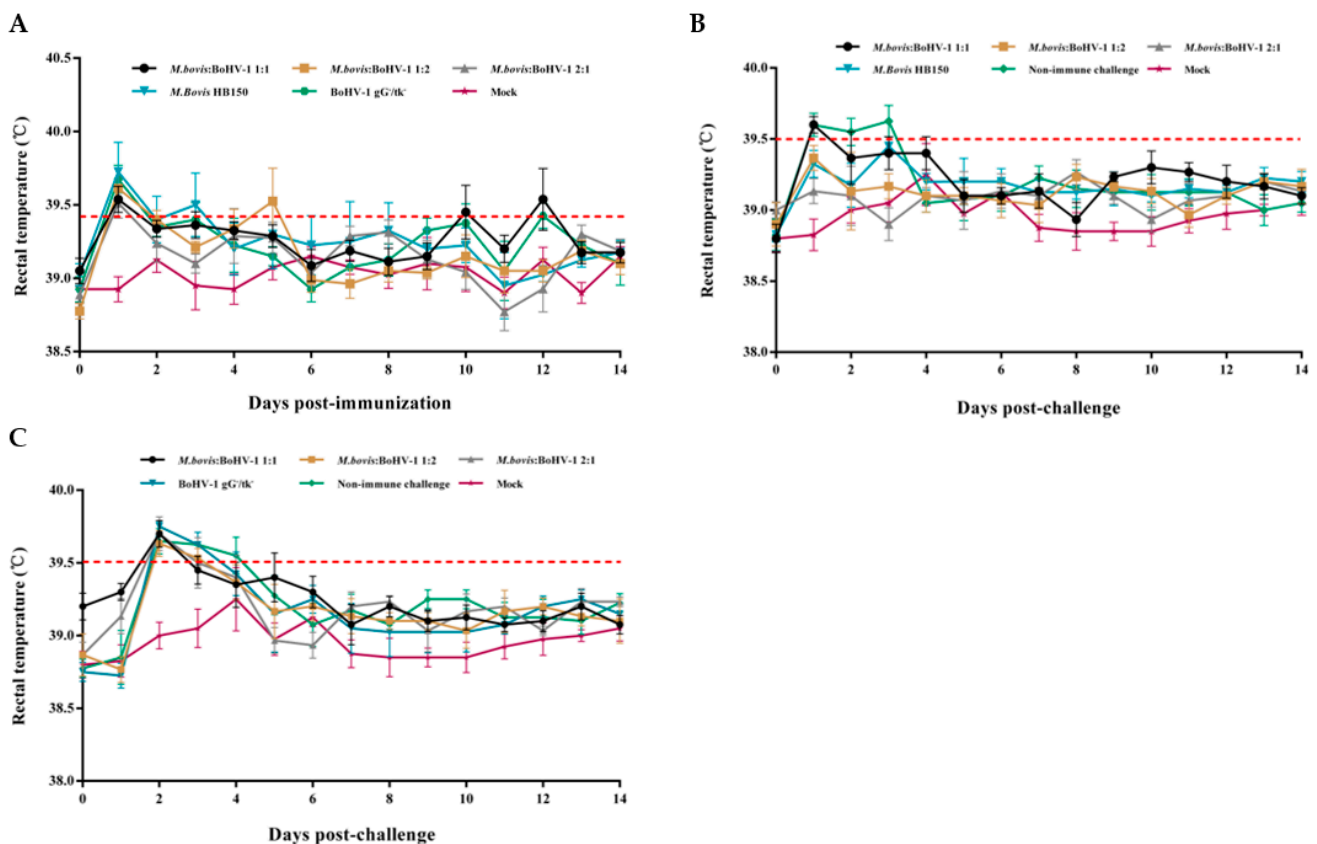 A
M.bovis:BoHV-1 1:1 M.bovis:BoHV-1 1:2 M.bovis:BoHV-1 2:1
M.Bovis HB150 BoHV-1 gG⁻/tk⁻ Mock
Rectal temperature (℃)
40.5
40.0
39.5
39.0
38.5
0 2 4 6 8 10 12 14
Days post-immunization
B
M.bovis:BoHV-1 1:1 M.bovis:BoHV-1 1:2 M.bovis:BoHV-1 2:1
M.Bovis HB150 Non-immune challenge Mock
Rectal temperature (℃)
40.0
39.5
39.0
38.5
38.0
0 2 4 6 8 10 12 14
Days post-challenge
C
M.bovis:BoHV-1 1:1 M.bovis:BoHV-1 1:2 M.bovis:BoHV-1 2:1
BoHV-1 gG⁻/tk⁻ Non-immune challenge Mock
Rectal temperature (℃)
40.0
39.5
39.0
38.5
38.0
0 2 4 6 8 10 12 14
Days post-challenge